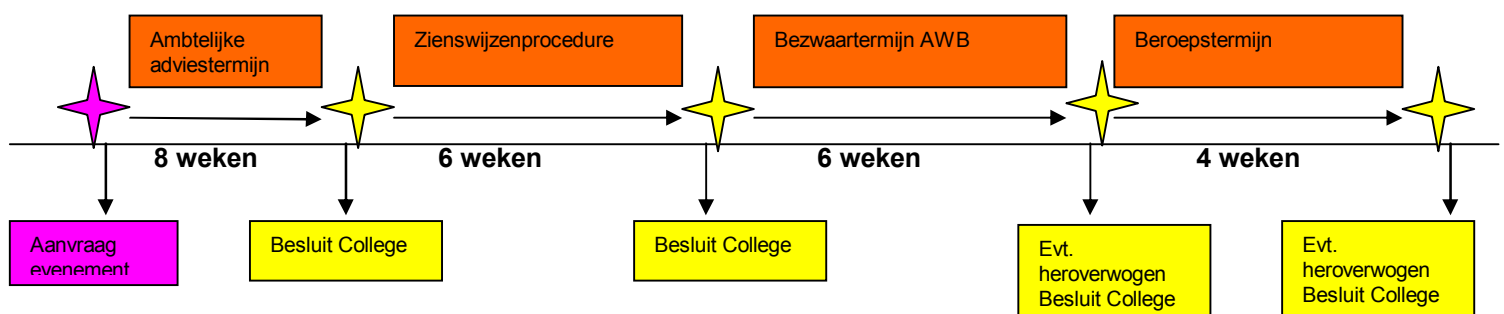 Ambtelijke
adviestermijn
Zienswijzenprocedure
Bezwaartermijn AWB
Beroepstermijn
8 weken
6 weken
6 weken
4 weken
Aanvraag
evenement
Besluit College
Besluit College
Evt.
heroverwogen
Besluit College
Evt.
heroverwogen
Besluit College